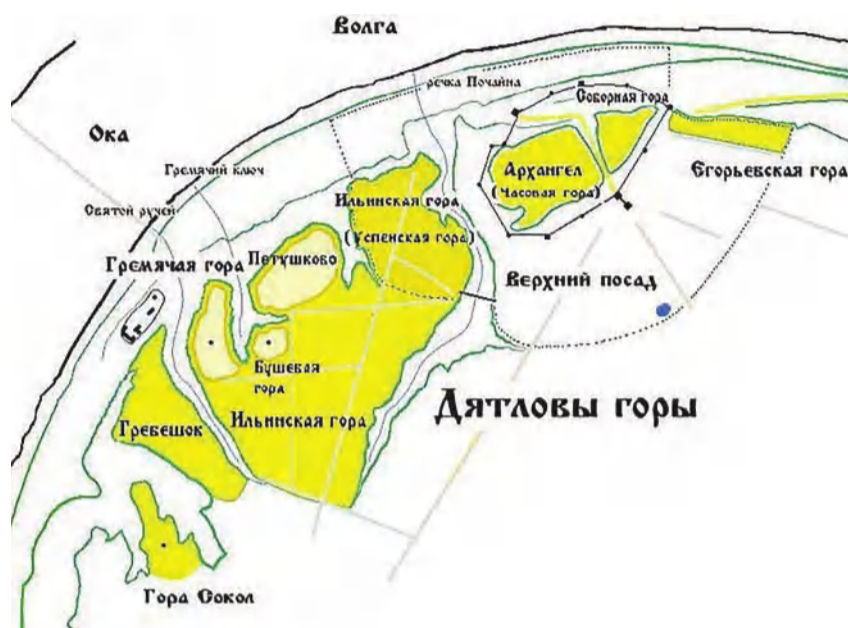 Волга
речка Почайна
Соборная гора
Ока
Гремячий ключ
Архангел
(Часовая гора)
Егорьевская гора
Святой ручей
Ильинская гора
(Успенская гора)
Гремячая гора
Петушково
Верхний посад
Бушевая
гора
Дятловы горы
Гребешок
Ильинская гора
Гора Сокол